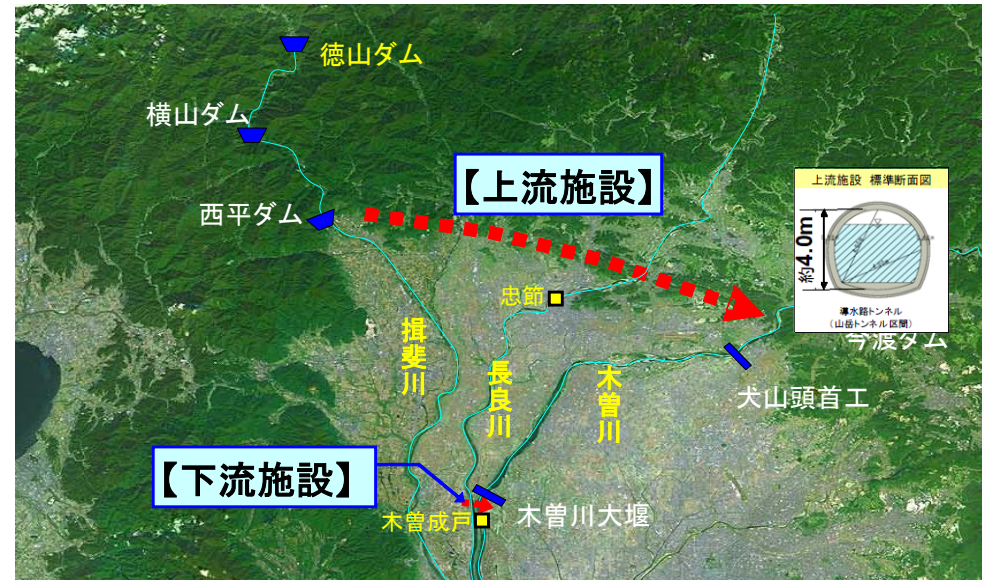 徳山ダム
横山ダム
【上流施設】
上流施設 標準断面図
西平ダム
約4.0m
忠節
導水路トンネル
(山岳トンネル区間)
今渡ダム
揖斐川
長良川
木曽川
犬山頭首工
【下流施設】
木曽成戸
木曽川大堰